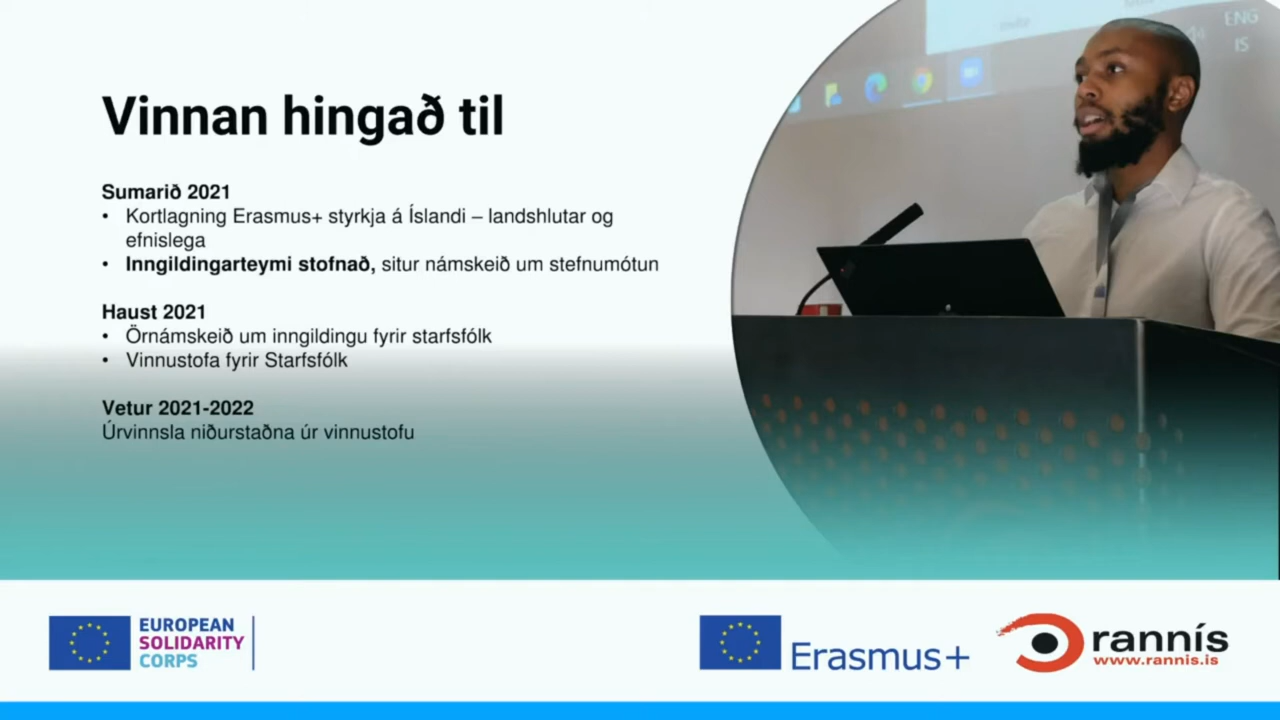 Vinnan hingað til
Sumarið 2021
• Kortlagning Erasmus+ styrkja á Íslandi – landshlutar og
efnislega
• Inngildingarteymi stofnað, situr námskeið um stefnumótun
Haust 2021
• Örnámskeið um inngildingu fyrir starfsfólk
• Vinnustofa fyrir Starfsfólk
Vetur 2021-2022
Úrvinnsla niðurstaðna úr vinnustofu
ENG
IS
EUROPEAN
SOLIDARITY
CORPS
Erasmus+
rannís
www.rannis.is